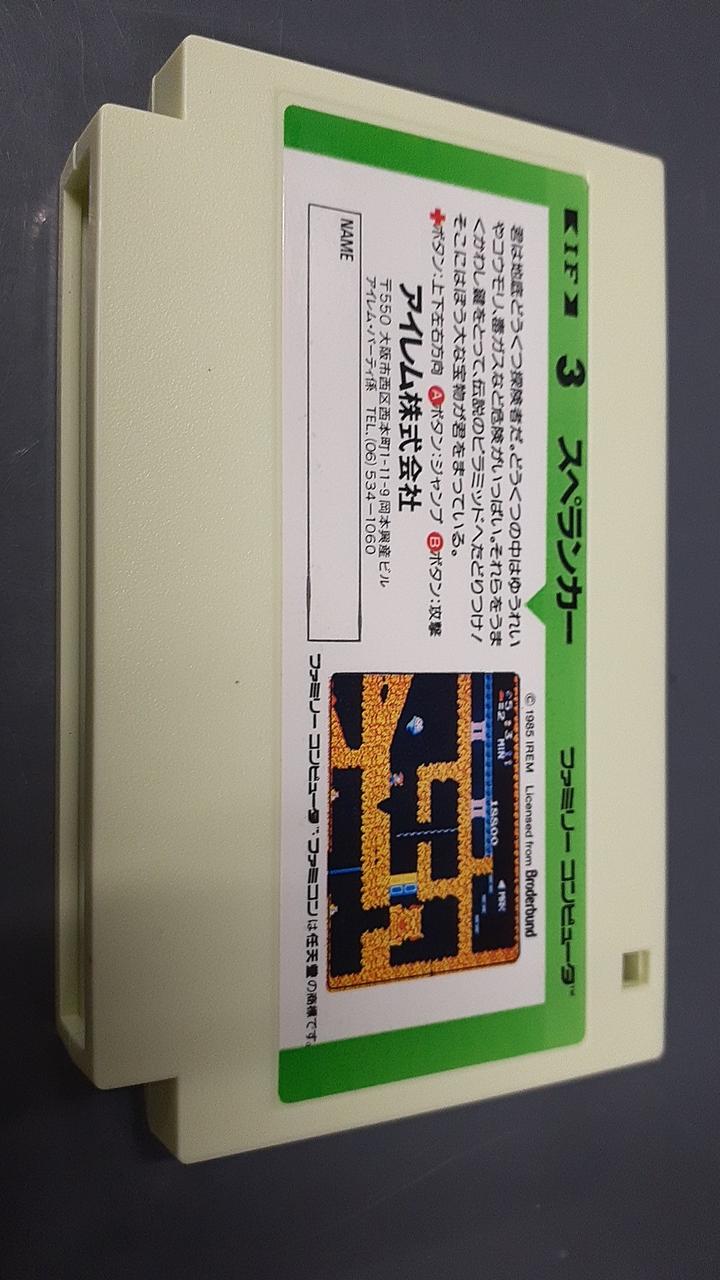 IF 3 スペランカー ファミリー コンピュータ™
君は地底どうくつ探険者だ。どうくつの中はゆうれい
やコウモリ、毒ガスなど危険がいっぱい。それらをうま
くかわし鍵をとって、伝説のピラミッドへたどりつけ!
そこにはぼう大な宝物が君をまっている。
✚ボタン:上下左右方向 Ⓐボタン:ジャンプ Ⓑボタン:攻撃
アイレム株式会社
〒550 大阪市西区西本町1-11-9 岡本興産ビル
アイレム・パーティ係 TEL.(06)534-1060
NAME
© 1985 IREM Licensed from Brøderbund
18800
ファミリー コンピュータ™・ファミコンは任天堂の商標です。